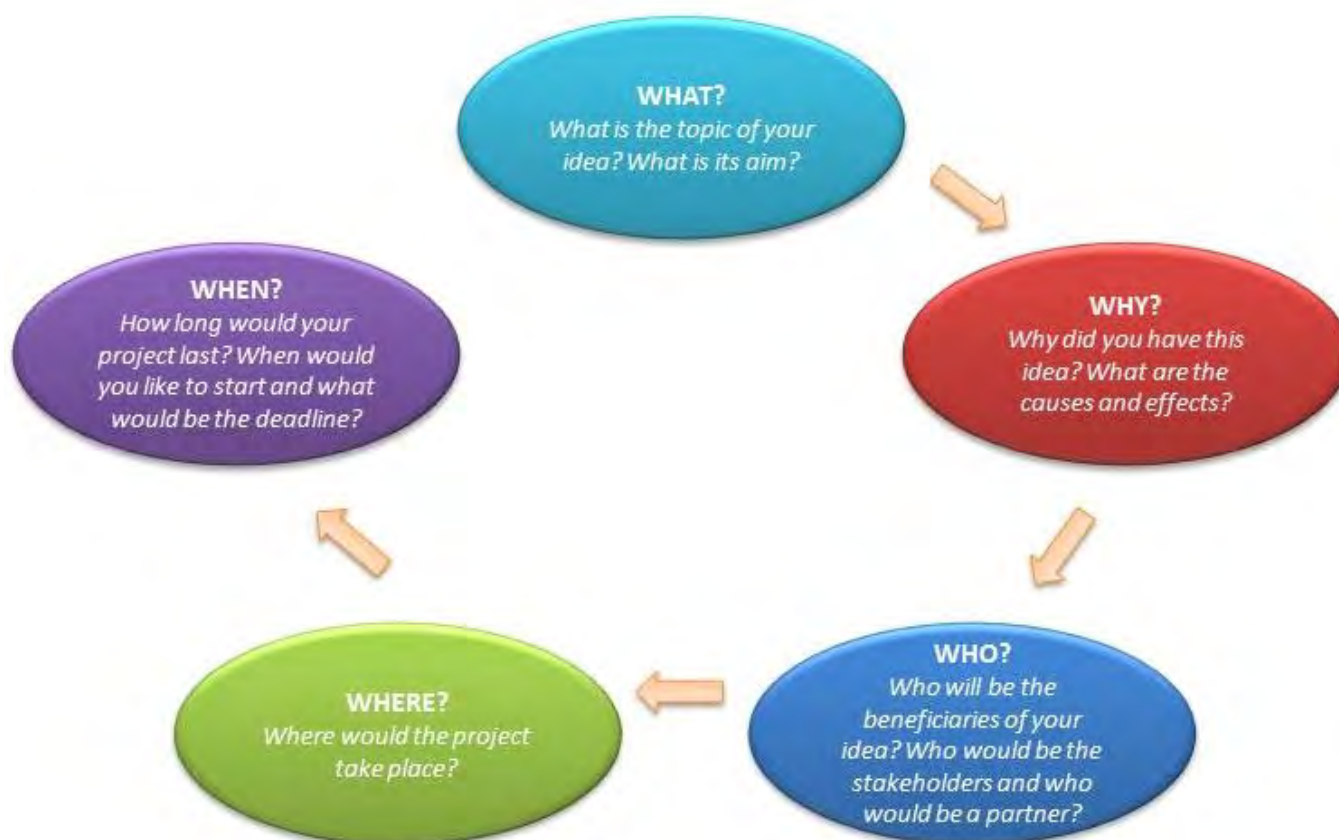 WHAT?
What is the topic of your
idea? What is its aim?
WHY?
Why did you have this
idea? What are the
causes and effects?
WHO?
Who will be the
beneficiaries of your
idea? Who would be the
stakeholders and who
would be a partner?
WHERE?
Where would the project
take place?
WHEN?
How long would your
project last? When would
you like to start and what
would be the deadline?